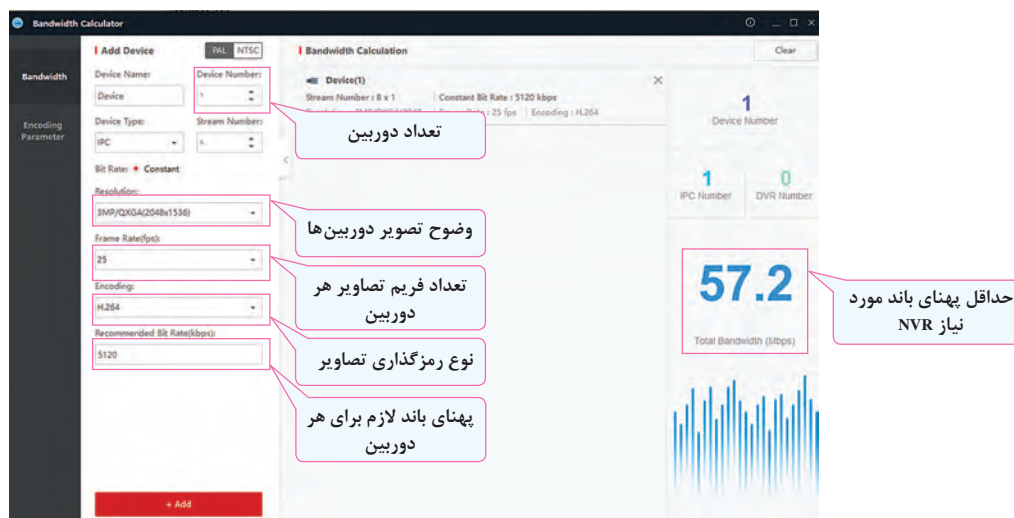 Bandwidth Calculator
Bandwidth
Encoding
Parameter
Add Device
PAL NTSC
Device Name:
Device Number:
Device
1
Device Type:
Stream Number:
IPC
Bit Rate: Constant
Resolution:
3MP/QXGA(2048x1536)
Frame Rate(fps):
25
Encoding:
H.264
Recommended Bit Rate(kbps):
5120
+ Add
Bandwidth Calculation
Clear
Device(1)
Stream Number : 8 x 1
Constant Bit Rate : 5120 kbps
: 25 fps
Encoding : H.264
تعداد دوربین
وضوح تصویر دوربین‌ها
تعداد فریم تصاویر هر
دوربین
نوع رمزگذاری تصاویر
پهنای باند لازم برای هر
دوربین
1
Device Number
1
IPC Number
0
DVR Number
57.2
Total Bandwidth (Mbps)
حداقل پهنای باند مورد
نیاز NVR